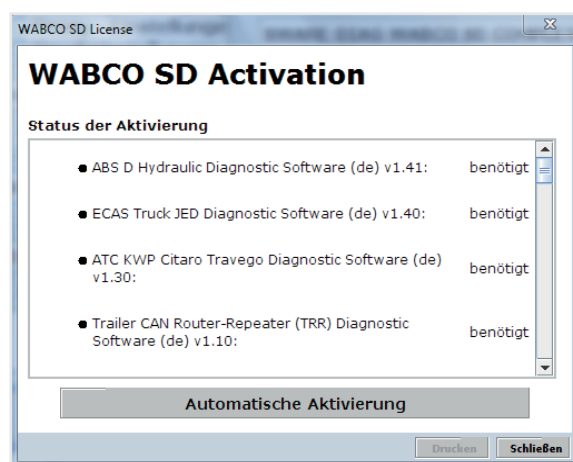 WABCO SD License
WABCO SD Activation
Status der Aktivierung
ABS D Hydraulic Diagnostic Software (de) v1.41: benötigt
ECAS Truck JED Diagnostic Software (de) v1.40: benötigt
ATC KWP Citaro Travego Diagnostic Software (de)
v1.30: benötigt
Trailer CAN Router-Repeater (TRR) Diagnostic
Software (de) v1.10: benötigt
Automatische Aktivierung
Drucken Schließen